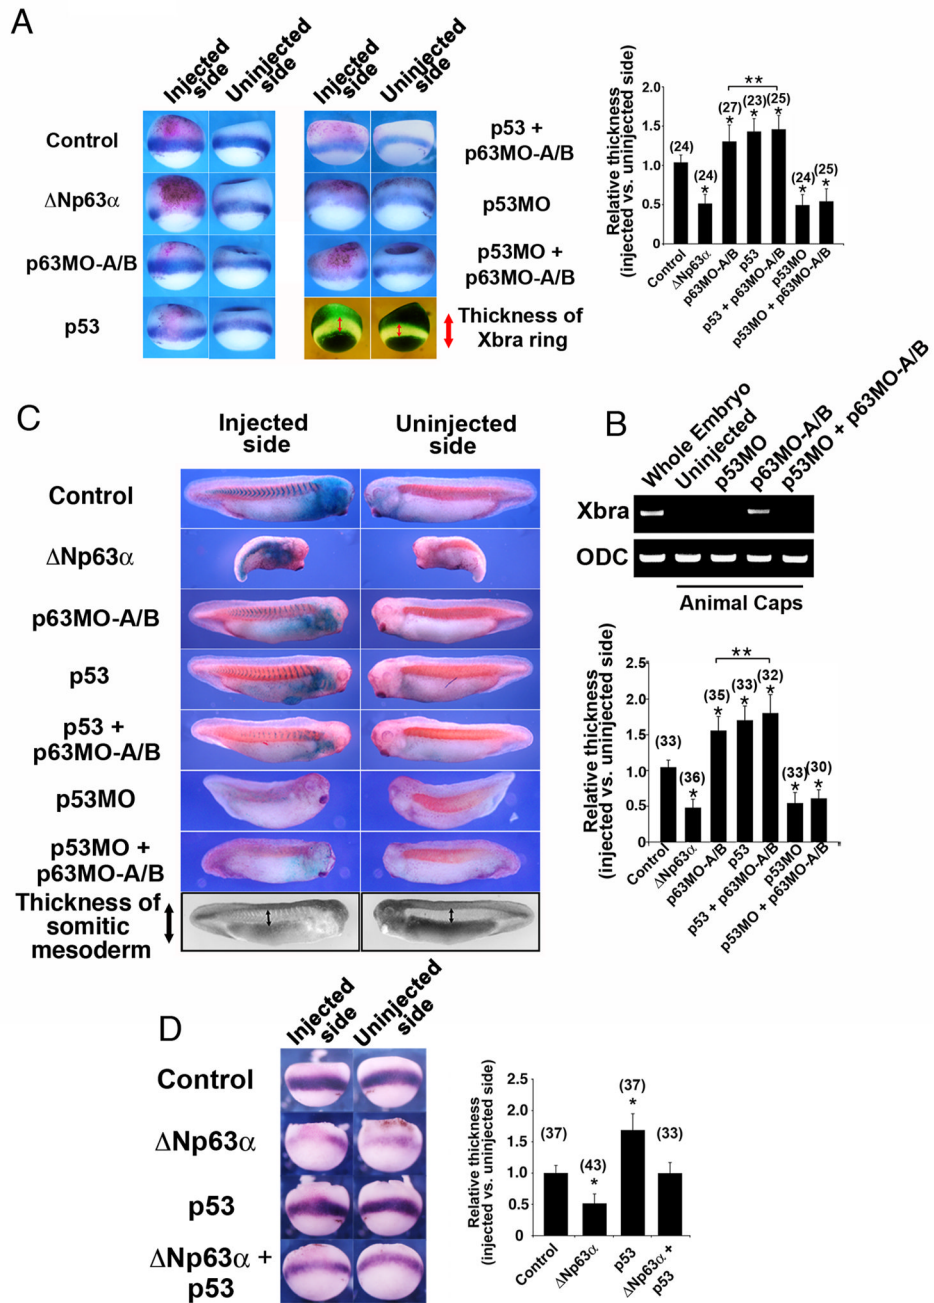 A
Injected side
Uninjected side
Injected side
Uninjected side
Control
ΔNp63α
p63MO-A/B
p53
p53 +
p63MO-A/B
p53MO
p53MO +
p63MO-A/B
Thickness of
Xbra ring
Relative thickness
(injected vs. uninjected side)
2.0
1.5
1.0
0.5
0
(24)
(24)
*
(27)
*
(23)
*
(25)
*
**
(24)
*
(25)
*
Control
ΔNp63α
p63MO-A/B
p53
p53 + p63MO-A/B
p53MO
p53MO + p63MO-A/B
C
Injected
side
Uninjected
side
Control
ΔNp63α
p63MO-A/B
p53
p53 +
p63MO-A/B
p53MO
p53MO +
p63MO-A/B
Thickness of
somitic
mesoderm
B
Whole Embryo
Uninjected
p53MO
p63MO-A/B
p53MO + p63MO-A/B
Xbra
ODC
Animal Caps
Relative thickness
(injected vs. uninjected side)
2.5
2.0
1.5
1.0
0.5
0
(33)
(36)
*
(35)
*
(33)
*
(32)
*
**
(33)
*
(30)
*
Control
ΔNp63α
p63MO-A/B
p53
p53 + p63MO-A/B
p53MO
p53MO + p63MO-A/B
D
Injected
side
Uninjected
side
Control
ΔNp63α
p53
ΔNp63α +
p53
Relative thickness
(injected vs. uninjected side)
2.5
2.0
1.5
1.0
0.5
0
(37)
(43)
*
(37)
*
(33)
Control
ΔNp63α
p53
ΔNp63α +
p53